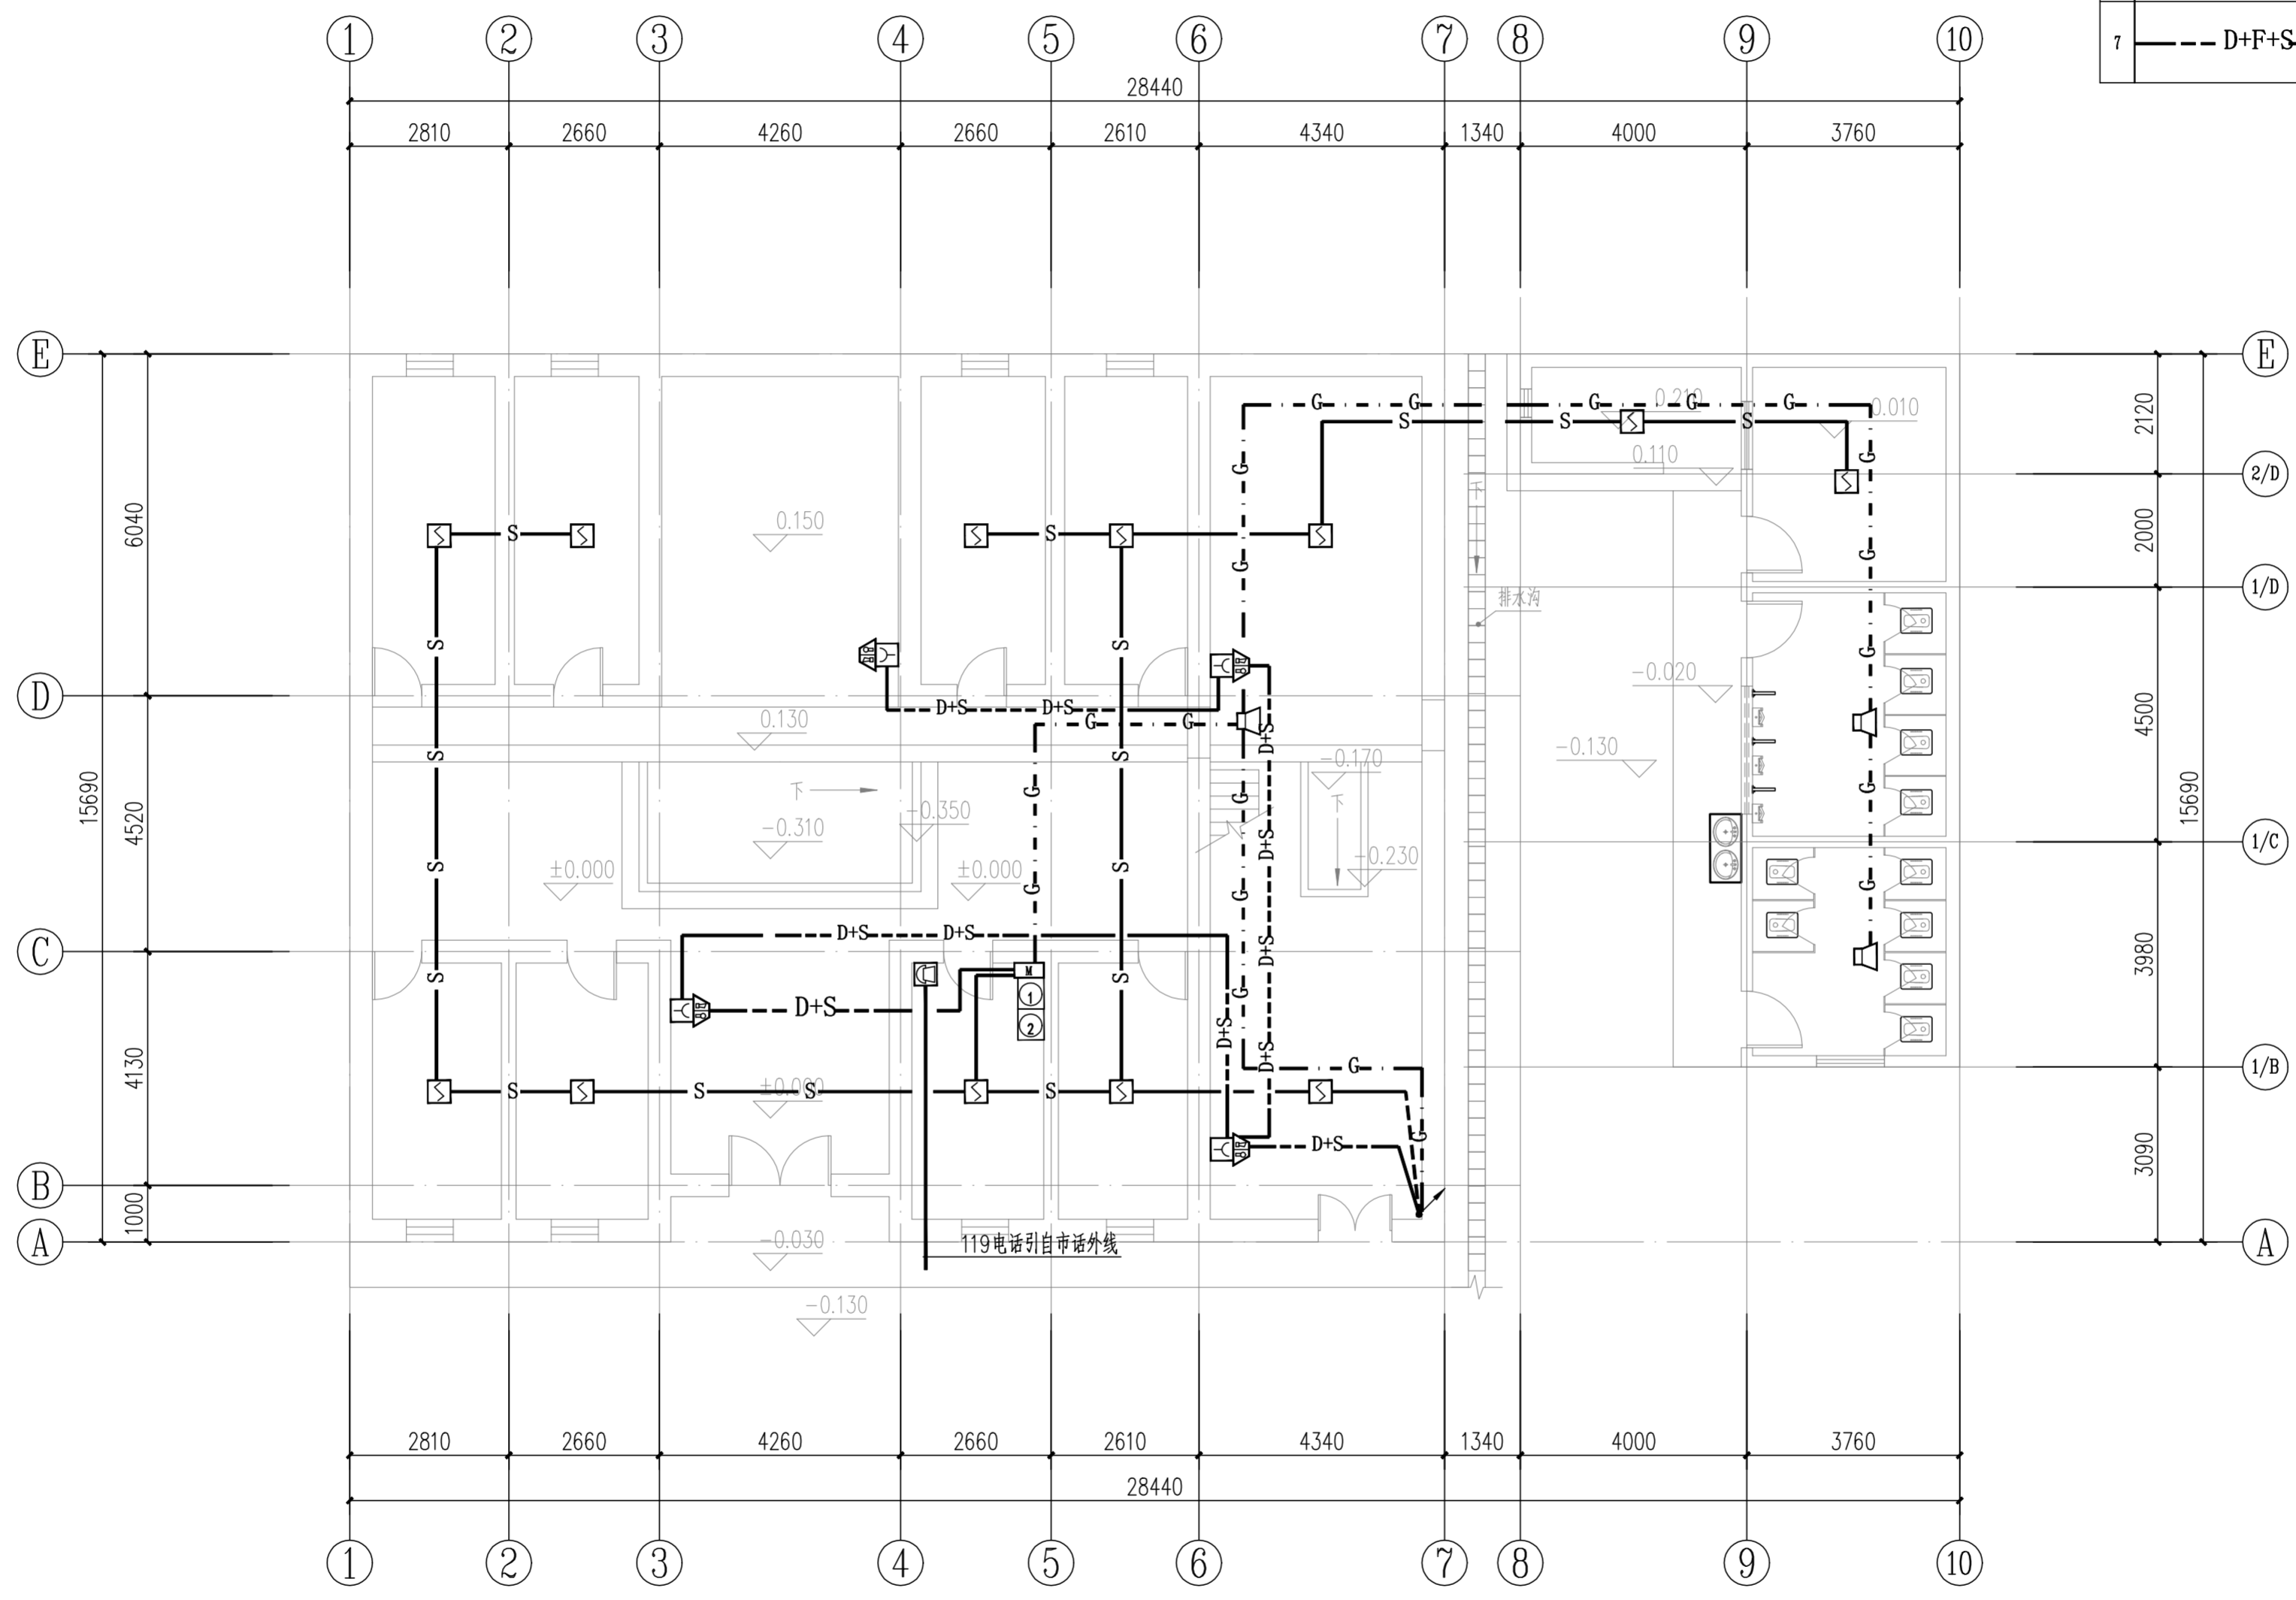 7 D+F+S
1 2 3 4 5 6 7 8 9 10
28440
2810 2660 4260 2660 2610 4340 1340 4000 3760
E E
G G G G G
0.210 0.010
S S S
2120
0.110
G G
2/D
6040
0.150
S S
2000
G G
1/D
排水沟
下
S S G
-0.020
D D
D+S D+S
0.130 G G
D+S
4500
-0.130
S S
-0.170
15690 15690
下 G G G
下
4520
-0.350
-0.310
D+S
1/C
±0.000 ±0.000
-0.230
S S
G G G
C
D+S D+S
D+S
3980
S S
M
G
1
D+S
2
D+S
D+S
4130
G
1/B
±0.000
S S S S
G
D+S
3090
B
1000
A A
-0.030
119电话引自市话外线
-0.130
2810 2660 4260 2660 2610 4340 1340 4000 3760
28440
1 2 3 4 5 6 7 8 9 10